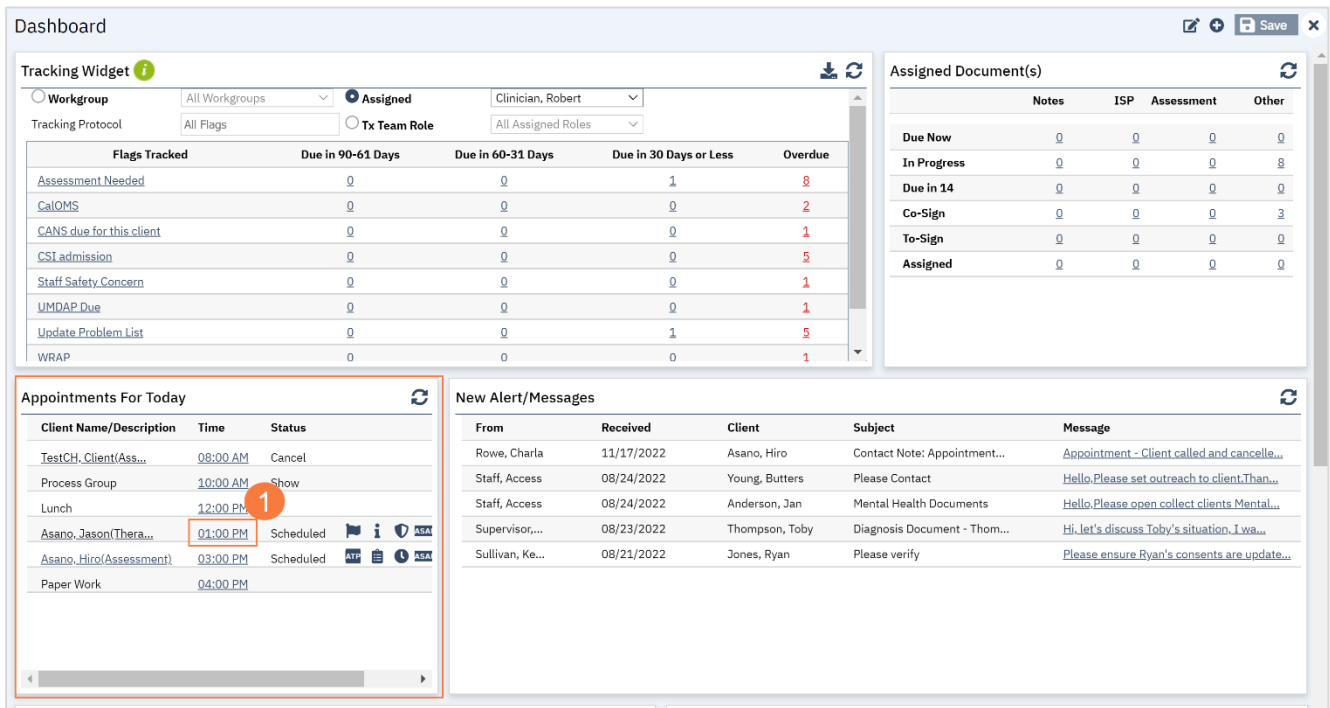 Dashboard
Save
Tracking Widget i
Workgroup All Workgroups Assigned Clinician, Robert
Tracking Protocol All Flags Tx Team Role All Assigned Roles
Flags Tracked Due in 90-61 Days Due in 60-31 Days Due in 30 Days or Less Overdue
Assessment Needed 0 0 1 8
CalOMS 0 0 0 2
CANS due for this client 0 0 0 1
CSI admission 0 0 0 5
Staff Safety Concern 0 0 0 1
UMDAP Due 0 0 0 1
Update Problem List 0 0 1 5
WRAP 0 0 0 1
Assigned Document(s)
Notes ISP Assessment Other
Due Now 0 0 0 0
In Progress 0 0 0 8
Due in 14 0 0 0 0
Co-Sign 0 0 0 3
To-Sign 0 0 0 0
Assigned 0 0 0 0
Appointments For Today
Client Name/Description Time Status
TestCH, Client(Ass... 08:00 AM Cancel
Process Group 10:00 AM Show
1
Lunch 12:00 PM
Asano, Jason(Thera... 01:00 PM Scheduled i ASA
Asano, Hiro(Assessment) 03:00 PM Scheduled ATP ASA
Paper Work 04:00 PM
New Alert/Messages
From Received Client Subject Message
Rowe, Charla 11/17/2022 Asano, Hiro Contact Note: Appointment... Appointment - Client called and cancelle...
Staff, Access 08/24/2022 Young, Butters Please Contact Hello,Please set outreach to client.Than...
Staff, Access 08/24/2022 Anderson, Jan Mental Health Documents Hello,Please open collect clients Mental...
Supervisor,... 08/23/2022 Thompson, Toby Diagnosis Document - Thom... Hi, let's discuss Toby's situation, I wa...
Sullivan, Ke... 08/21/2022 Jones, Ryan Please verify Please ensure Ryan's consents are update...